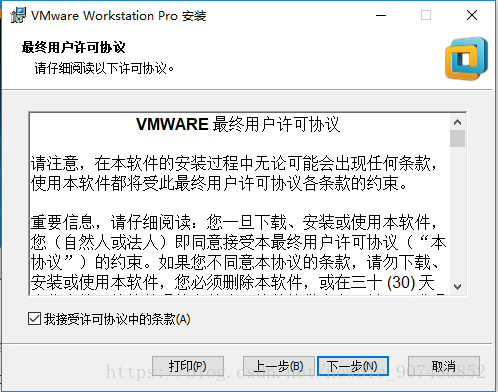 VMware Workstation Pro 安装
最终用户许可协议
请仔细阅读以下许可协议。
VMWARE 最终用户许可协议
请注意，在本软件的安装过程中无论可能会出现任何条款，
使用本软件都将受此最终用户许可协议各条款的约束。
重要信息，请仔细阅读：您一旦下载、安装或使用本软件，
您（自然人或法人）即同意接受本最终用户许可协议（“本
协议”）的约束。如果您不同意本协议的条款，请勿下载、
安装或使用本软件，您必须删除本软件，或在三十 (30) 天
我接受许可协议中的条款(A)
打印(P)
上一步(B)
下一步(N)
取消